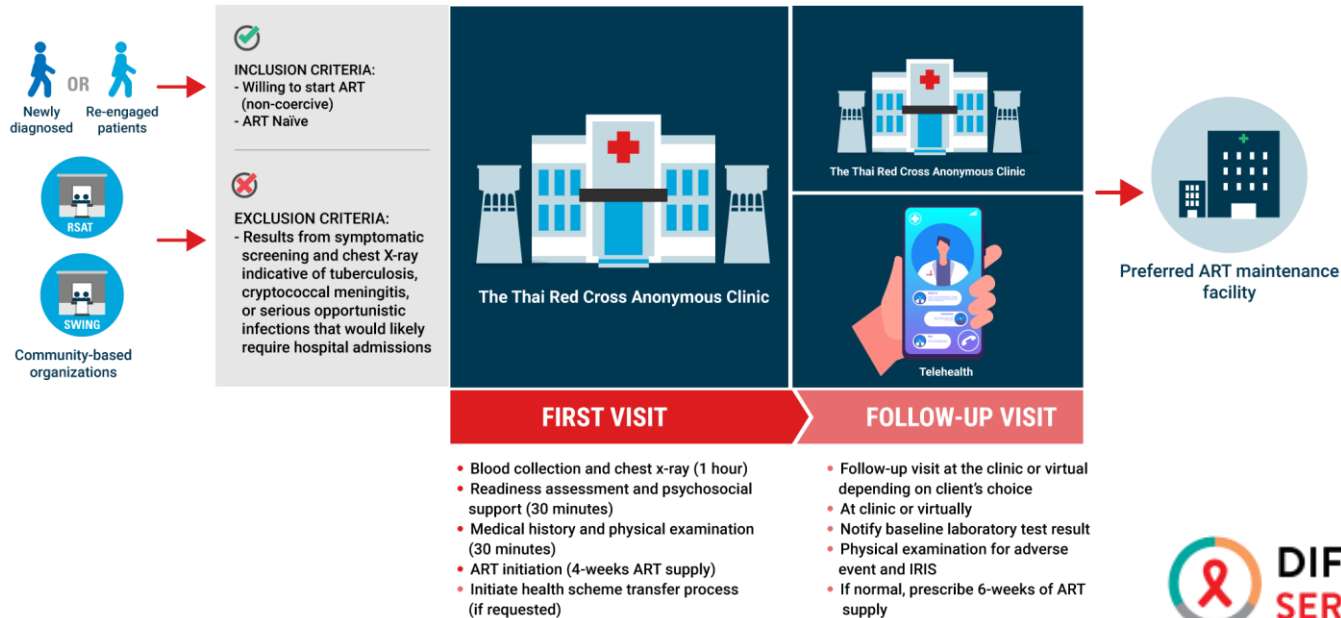 Newly
diagnosed
OR
Re-engaged
patients
RSAT
SWING
Community-based
organizations
INCLUSION CRITERIA:
- Willing to start ART
(non-coercive)
- ART Naïve
EXCLUSION CRITERIA:
- Results from symptomatic
screening and chest X-ray
indicative of tuberculosis,
cryptococcal meningitis,
or serious opportunistic
infections that would likely
require hospital admissions
The Thai Red Cross Anonymous Clinic
The Thai Red Cross Anonymous Clinic
Telehealth
Preferred ART maintenance
facility
FIRST VISIT
• Blood collection and chest x-ray (1 hour)
• Readiness assessment and psychosocial
support (30 minutes)
• Medical history and physical examination
(30 minutes)
• ART initiation (4-weeks ART supply)
• Initiate health scheme transfer process
(if requested)
FOLLOW-UP VISIT
• Follow-up visit at the clinic or virtual
depending on client's choice
• At clinic or virtually
• Notify baseline laboratory test result
• Physical examination for adverse
event and IRIS
• If normal, prescribe 6-weeks of ART
supply
DIF
SER